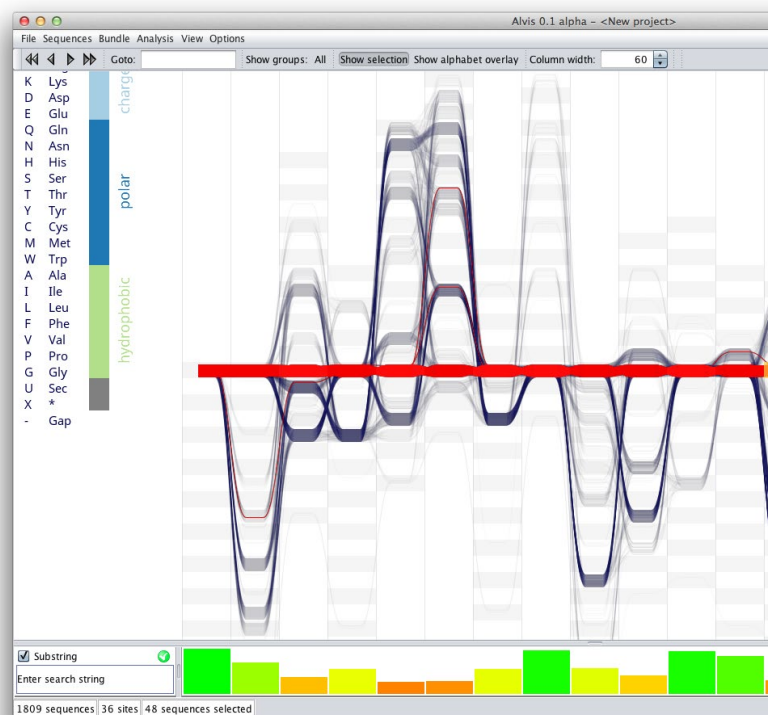 Alvis 0.1 alpha – <New project>
File Sequences Bundle Analysis View Options
Goto: Show groups: All Show selection Show alphabet overlay Column width: 60
K Lys
D Asp
E Glu
Q Gln
N Asn
H His
S Ser
T Thr
Y Tyr
C Cys
M Met
W Trp
A Ala
I Ile
L Leu
F Phe
V Val
P Pro
G Gly
U Sec
X *
- Gap
polar
hydrophobic
Substring
Enter search string
1809 sequences 36 sites 48 sequences selected